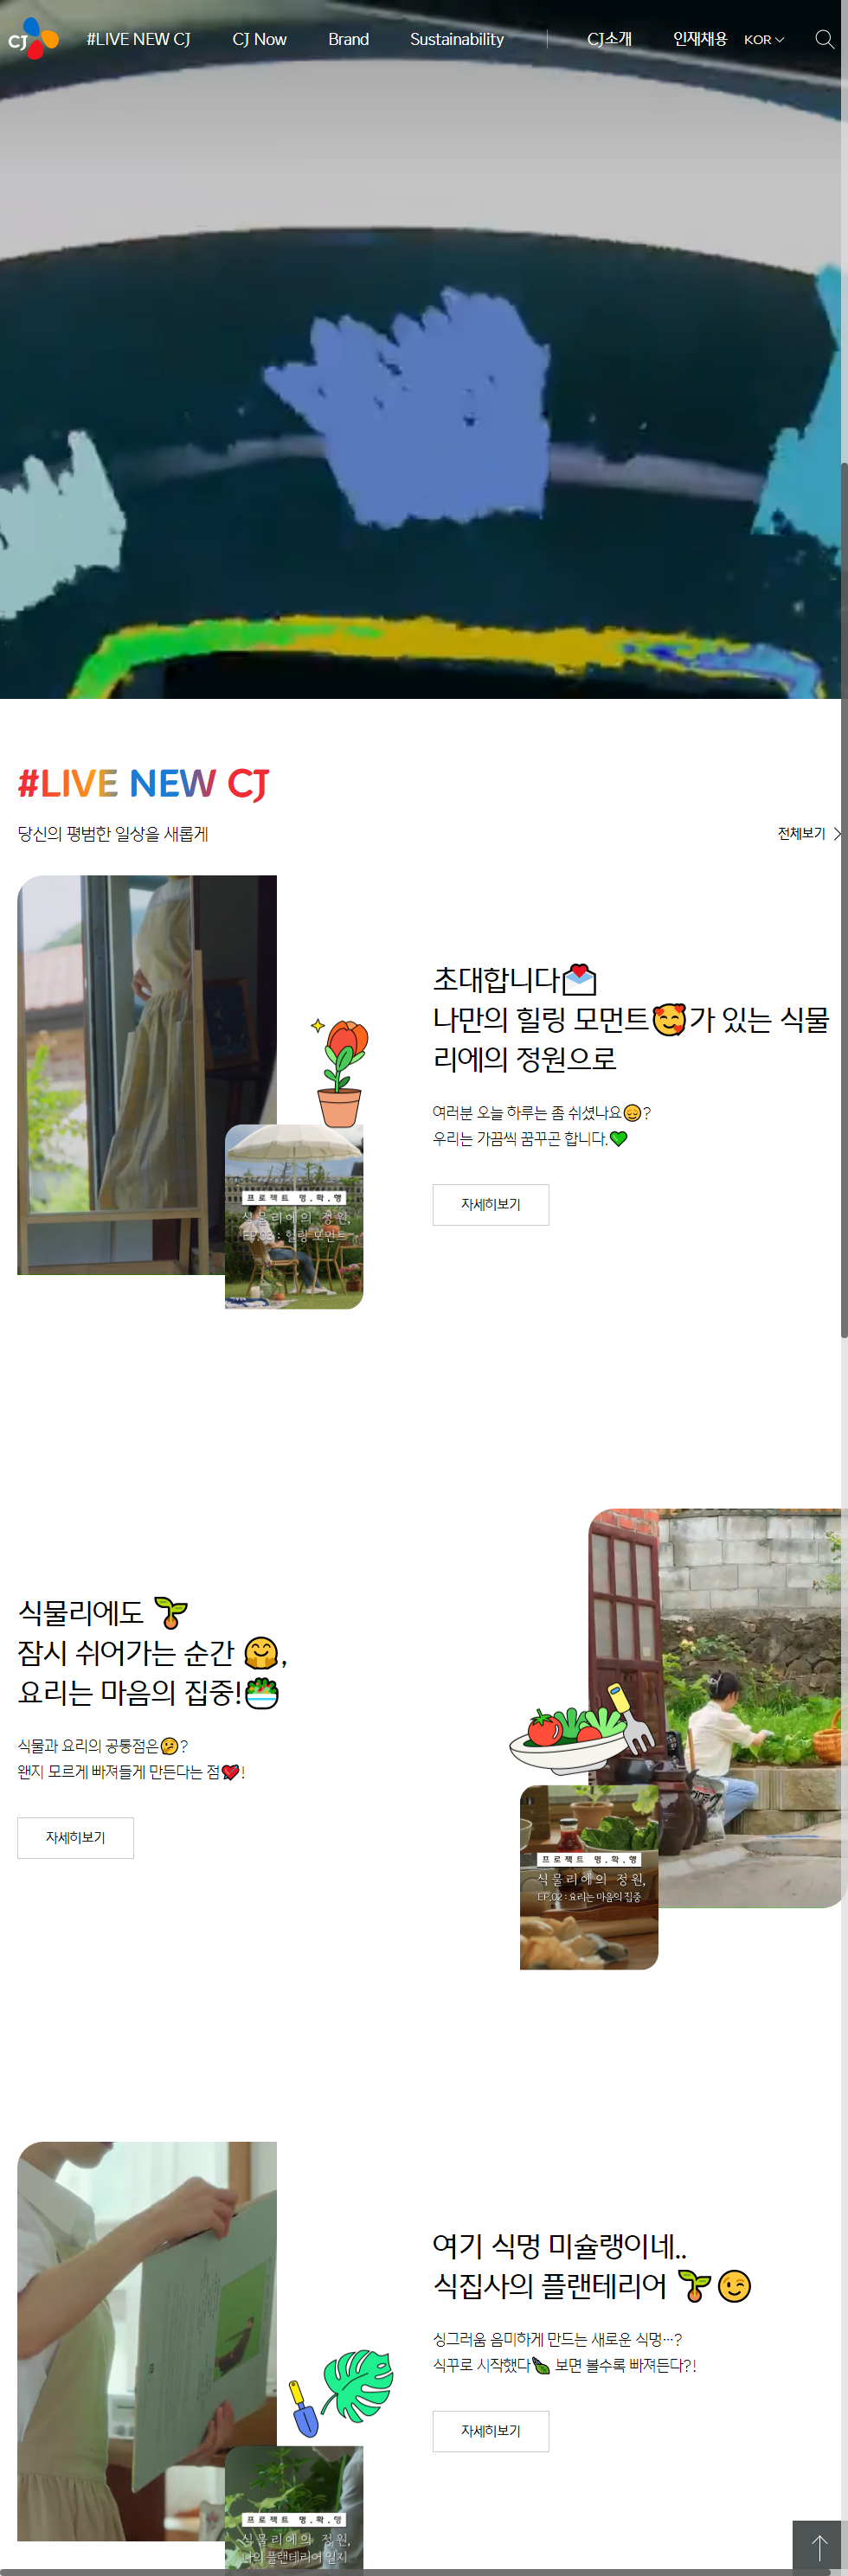 CJ
#LIVE NEW CJ
CJ Now
Brand
Sustainability
CJ소개
인재채용
KOR
#LIVE NEW CJ
당신의 평범한 일상을 새롭게
전체보기
초대합니다💌
나만의 힐링 모먼트🥰가 있는 식물
리에의 정원으로
여러분 오늘 하루는 좀 쉬셨나요😌?
우리는 가끔씩 꿈꾸곤 합니다.💚
자세히보기
프로젝트 멍.확.행
식물리에의 정원,
EP.03 : 힐링 모먼트
식물리에도 🌱
잠시 쉬어가는 순간 🤗,
요리는 마음의 집중!🥗
식물과 요리의 공통점은🤔?
왠지 모르게 빠져들게 만든다는 점❤!
자세히보기
프로젝트 멍.확.행
식물리에의 정원,
EP.02 : 요리는 마음의 집중
여기 식멍 미슐랭이네..
식집사의 플랜테리어 🌱😉
싱그러움 음미하게 만드는 새로운 식멍…?
식꾸로 시작했다🍃 보면 볼수록 빠져든다?!
자세히보기
프로젝트 멍.확.행
식물리에의 정원,
나의 플랜테리어 일지